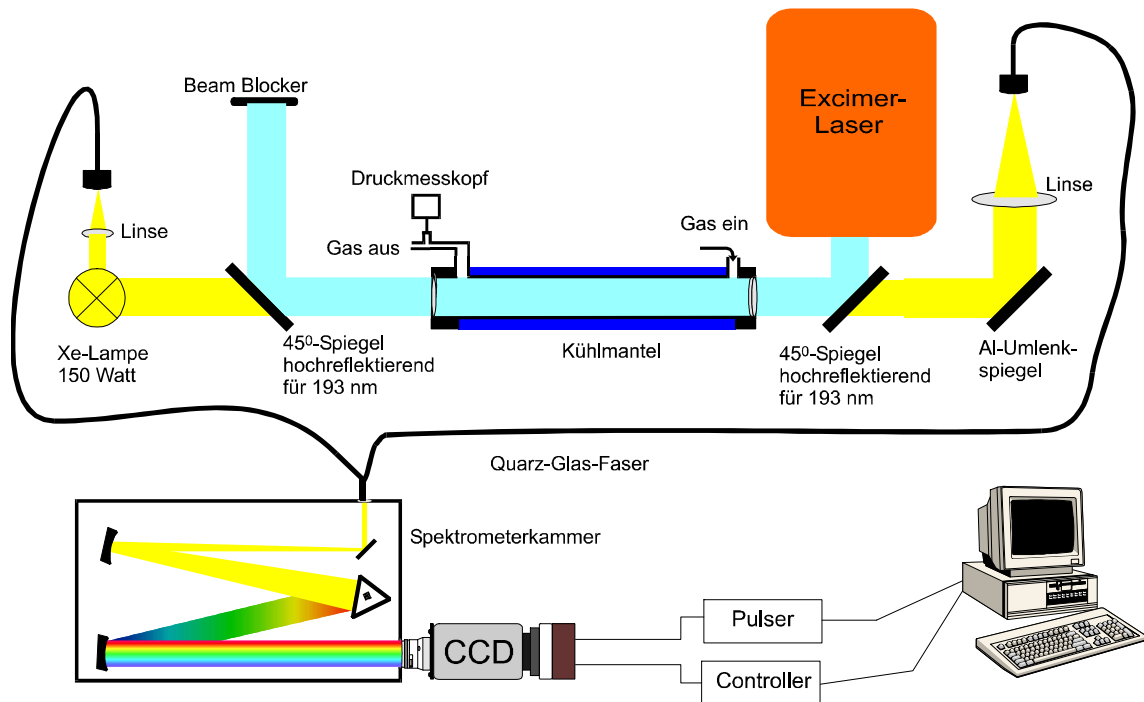 Beam Blocker
Excimer-
Laser
Druckmesskopf
Linse
Linse
Gas aus
Gas ein
Xe-Lampe
150 Watt
45⁰-Spiegel
hochreflektierend
für 193 nm
Kühlmantel
45⁰-Spiegel
hochreflektierend
für 193 nm
Al-Umlenk-
spiegel
Quarz-Glas-Faser
Spektrometerkammer
CCD
Pulser
Controller